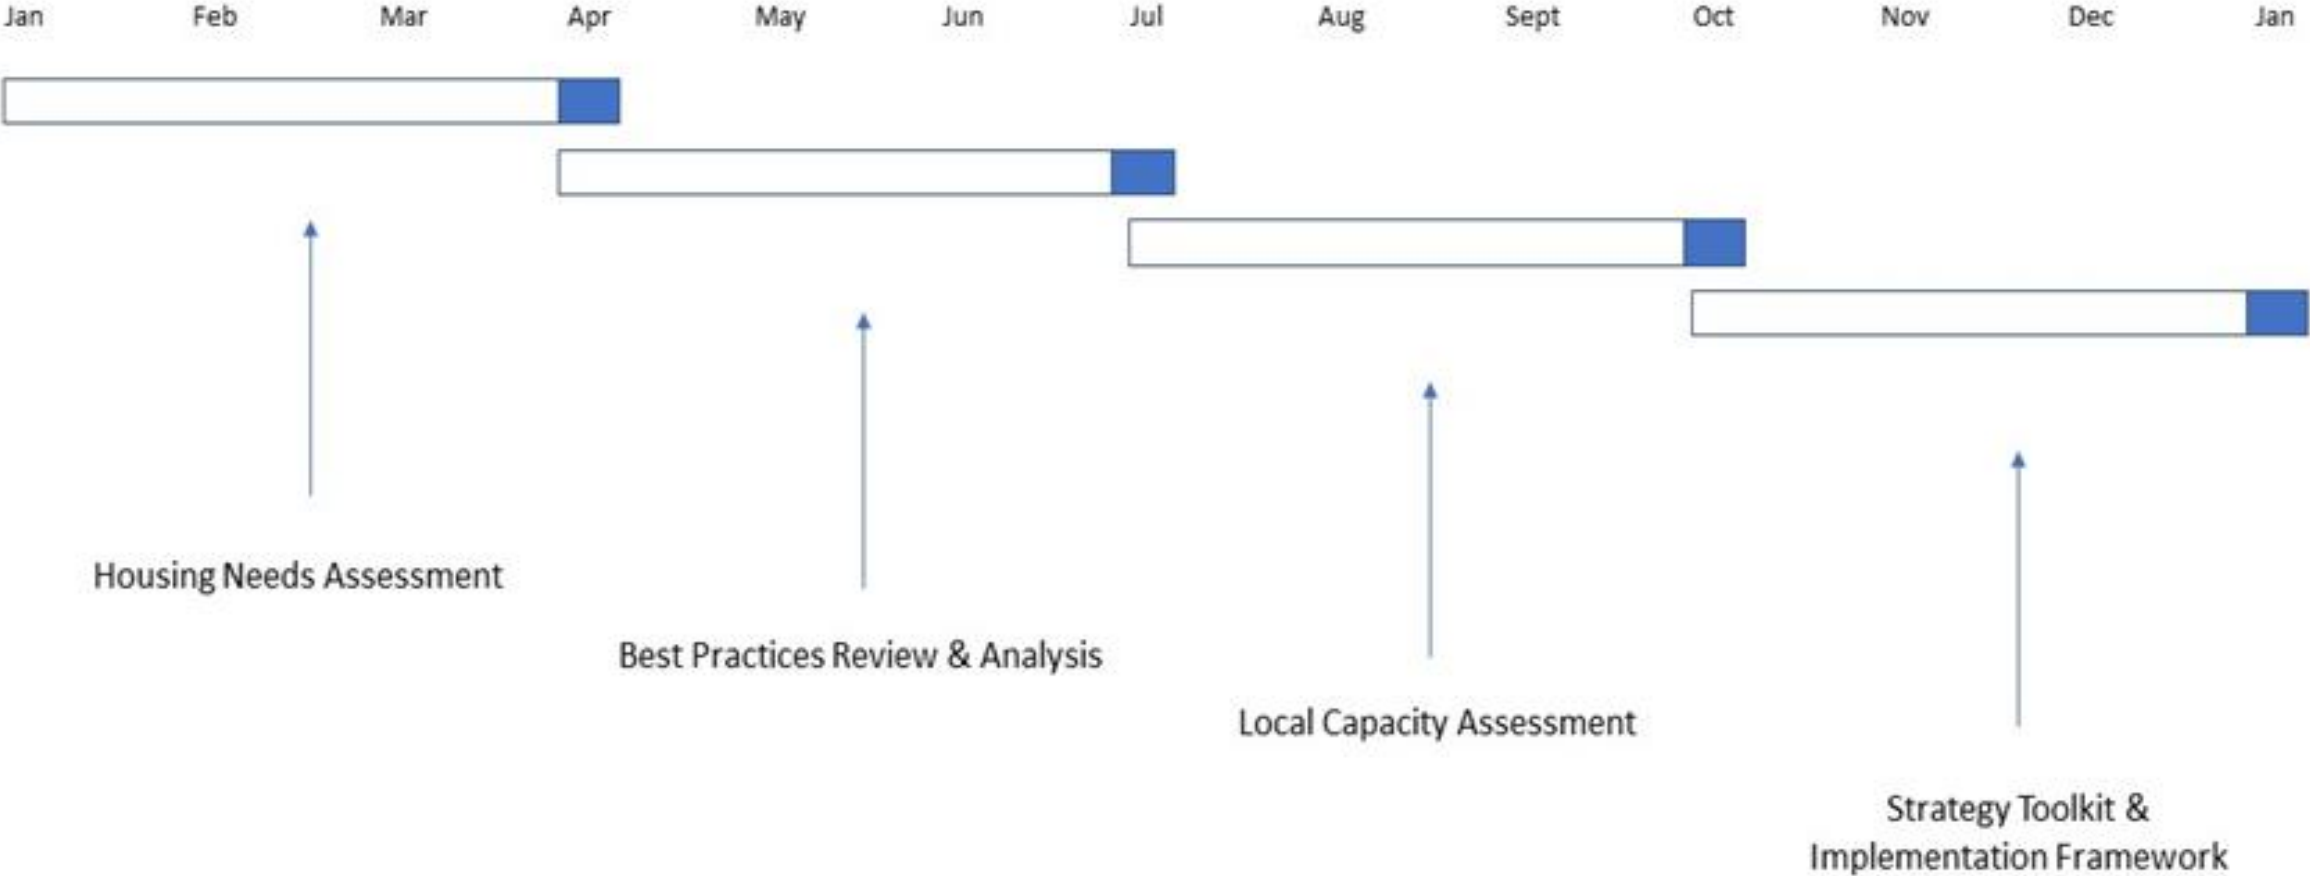 Jan Feb Mar Apr May Jun Jul Aug Sept Oct Nov Dec Jan
Housing Needs Assessment
Best Practices Review & Analysis
Local Capacity Assessment
Strategy Toolkit &
Implementation Framework